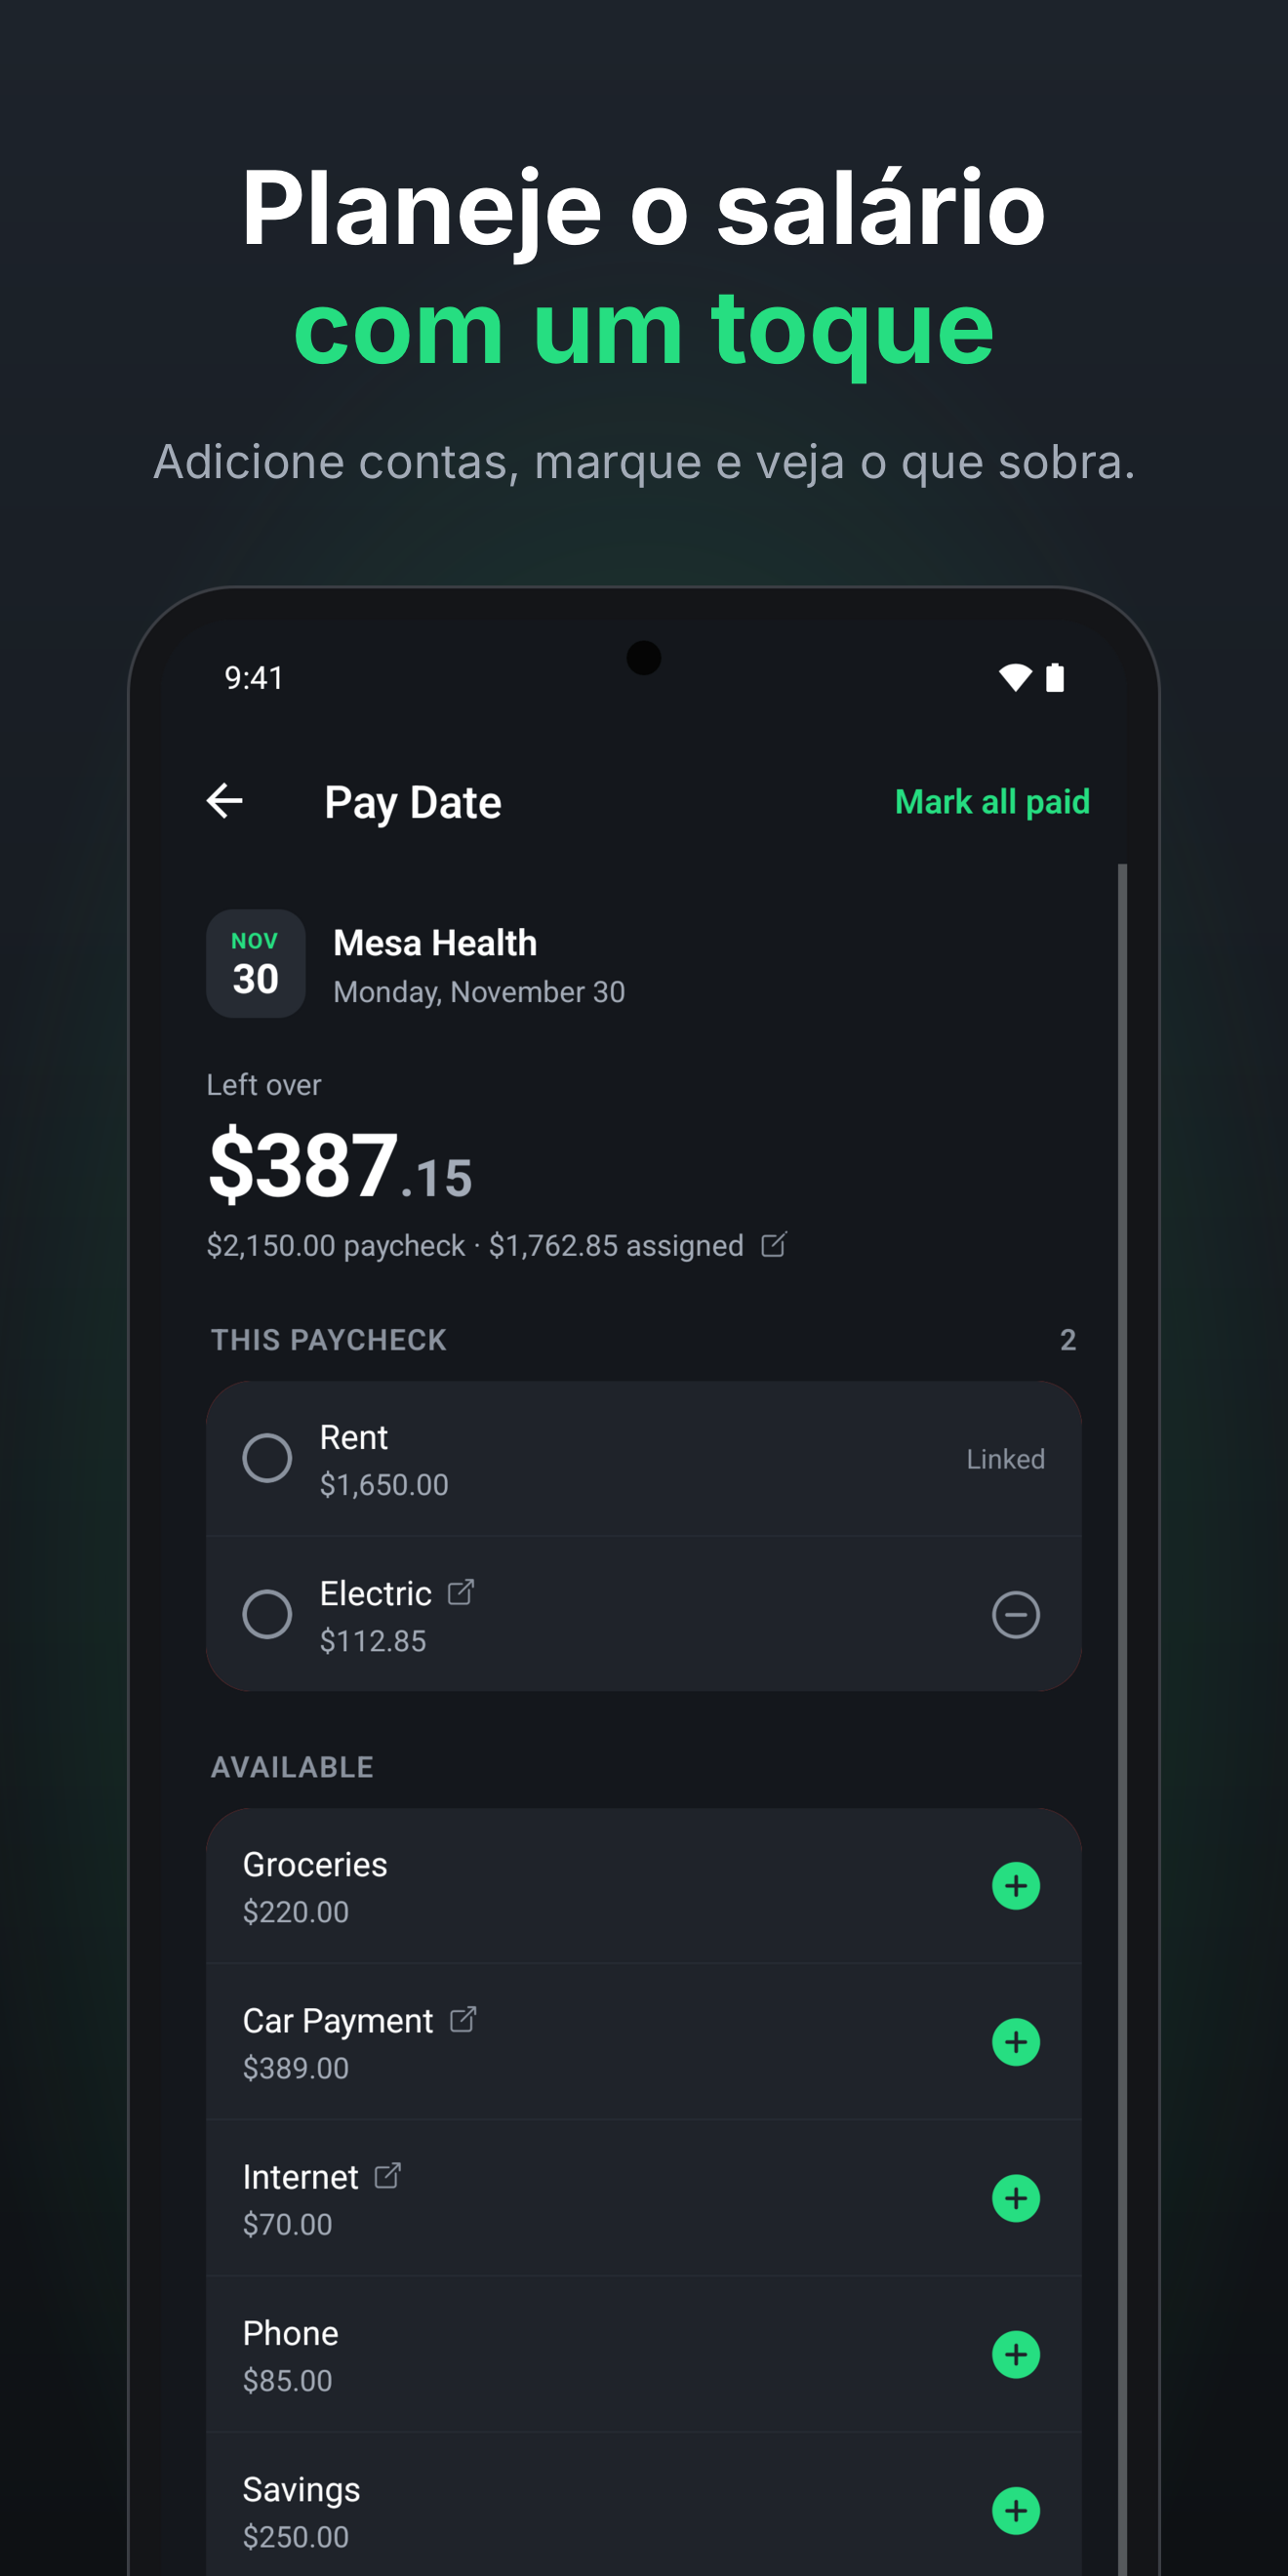 Planeje o salário
com um toque
Adicione contas, marque e veja o que sobra.
9:41
Pay Date
Mark all paid
NOV
30
Mesa Health
Monday, November 30
Left over
$387.15
$2,150.00 paycheck · $1,762.85 assigned
THIS PAYCHECK
2
Rent
$1,650.00
Linked
Electric
$112.85
AVAILABLE
Groceries
$220.00
Car Payment
$389.00
Internet
$70.00
Phone
$85.00
Savings
$250.00